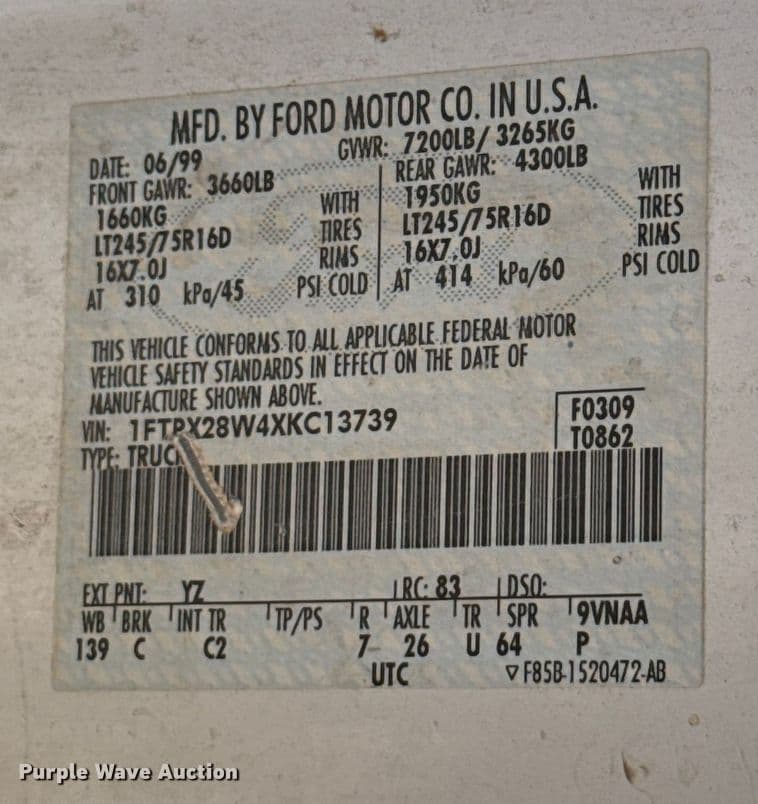 MFD. BY FORD MOTOR CO. IN U.S.A.
DATE: 06/99 GVWR: 7200LB/ 3265KG
FRONT GAWR: 3660LB REAR GAWR: 4300LB
1660KG WITH 1950KG WITH
LT245/75R16D TIRES LT245/75R16D TIRES
16X7.0J RIMS 16X7.0J RIMS
AT 310 kPa/45 PSI COLD AT 414 kPa/60 PSI COLD
THIS VEHICLE CONFORMS TO ALL APPLICABLE FEDERAL MOTOR
VEHICLE SAFETY STANDARDS IN EFFECT ON THE DATE OF
MANUFACTURE SHOWN ABOVE.
VIN: 1FTPX28W4XKC13739 F0309
TYPE: TRUCK T0862
EXT PNT: YZ RC: 83 DSO:
WB BRK INT TR TP/PS R AXLE TR SPR 9VNAA
139 C C2 7 26 U 64 P
UTC ▽F85B-1520472-AB
Purple Wave Auction